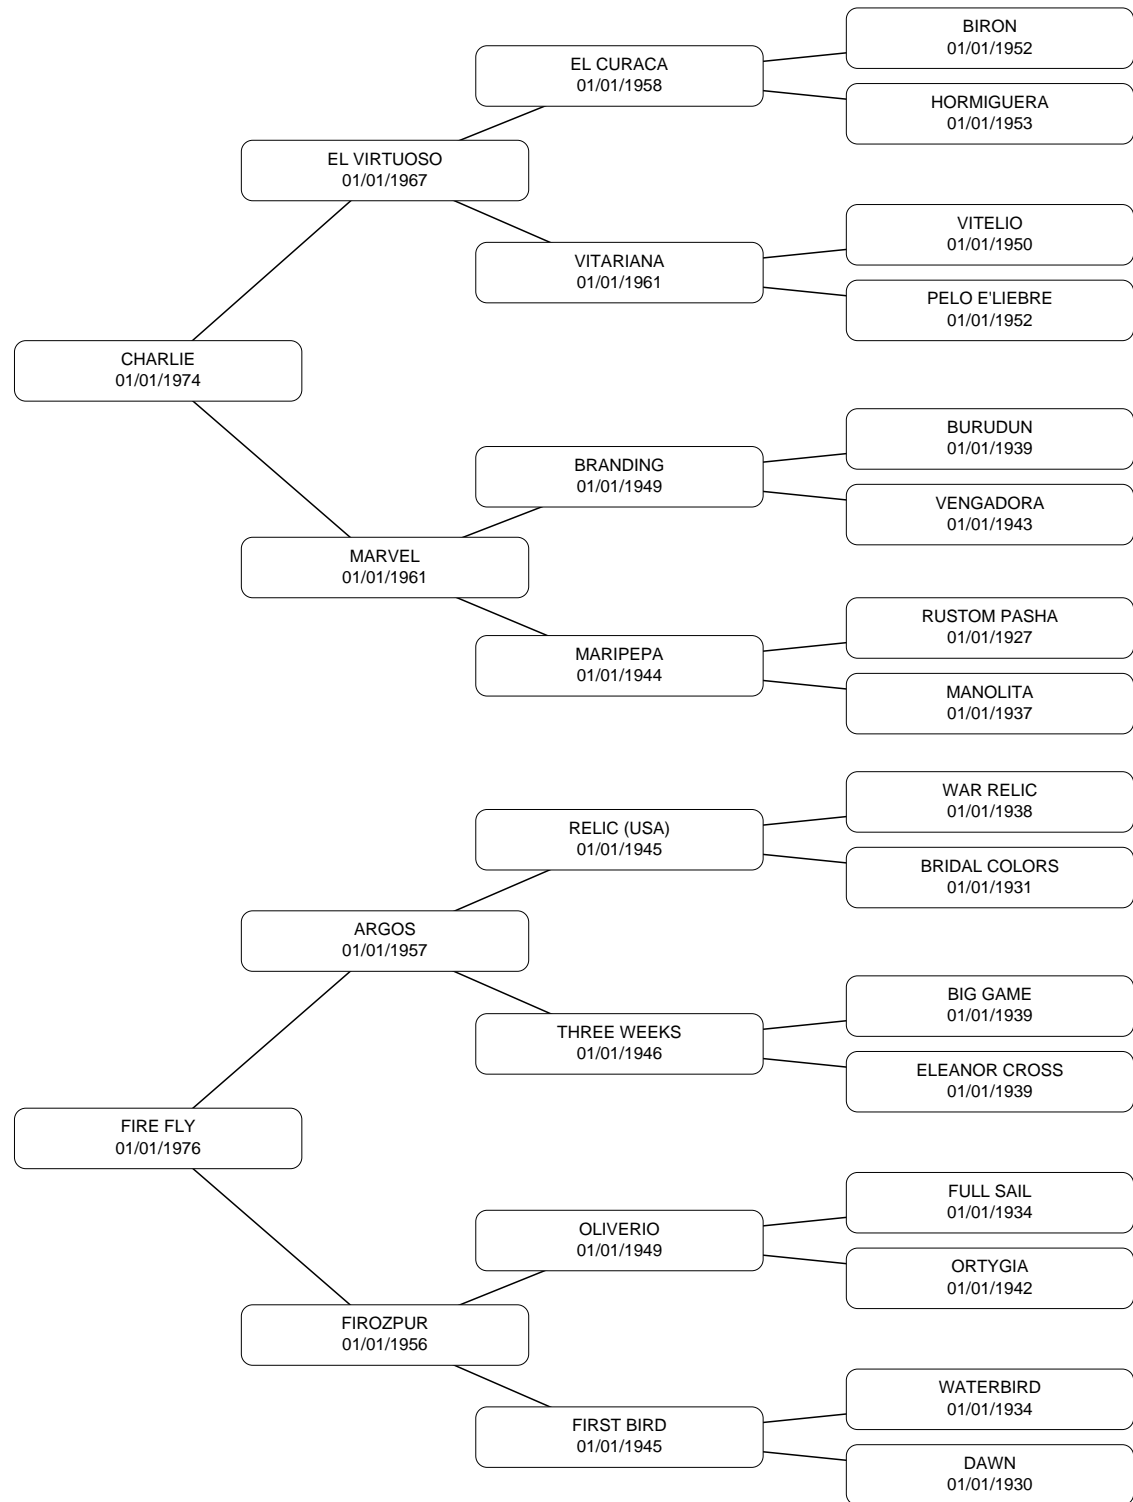 BIRON
01/01/1952
EL CURACA
01/01/1958
HORMIGUERA
01/01/1953
EL VIRTUOSO
01/01/1967
VITELIO
01/01/1950
VITARIANA
01/01/1961
PELO E'LIEBRE
01/01/1952
CHARLIE
01/01/1974
BURUDUN
01/01/1939
BRANDING
01/01/1949
VENGADORA
01/01/1943
MARVEL
01/01/1961
RUSTOM PASHA
01/01/1927
MARIPEPA
01/01/1944
MANOLITA
01/01/1937
WAR RELIC
01/01/1938
RELIC (USA)
01/01/1945
BRIDAL COLORS
01/01/1931
ARGOS
01/01/1957
BIG GAME
01/01/1939
THREE WEEKS
01/01/1946
ELEANOR CROSS
01/01/1939
FIRE FLY
01/01/1976
FULL SAIL
01/01/1934
OLIVERIO
01/01/1949
ORTYGIA
01/01/1942
FIROZPUR
01/01/1956
WATERBIRD
01/01/1934
FIRST BIRD
01/01/1945
DAWN
01/01/1930